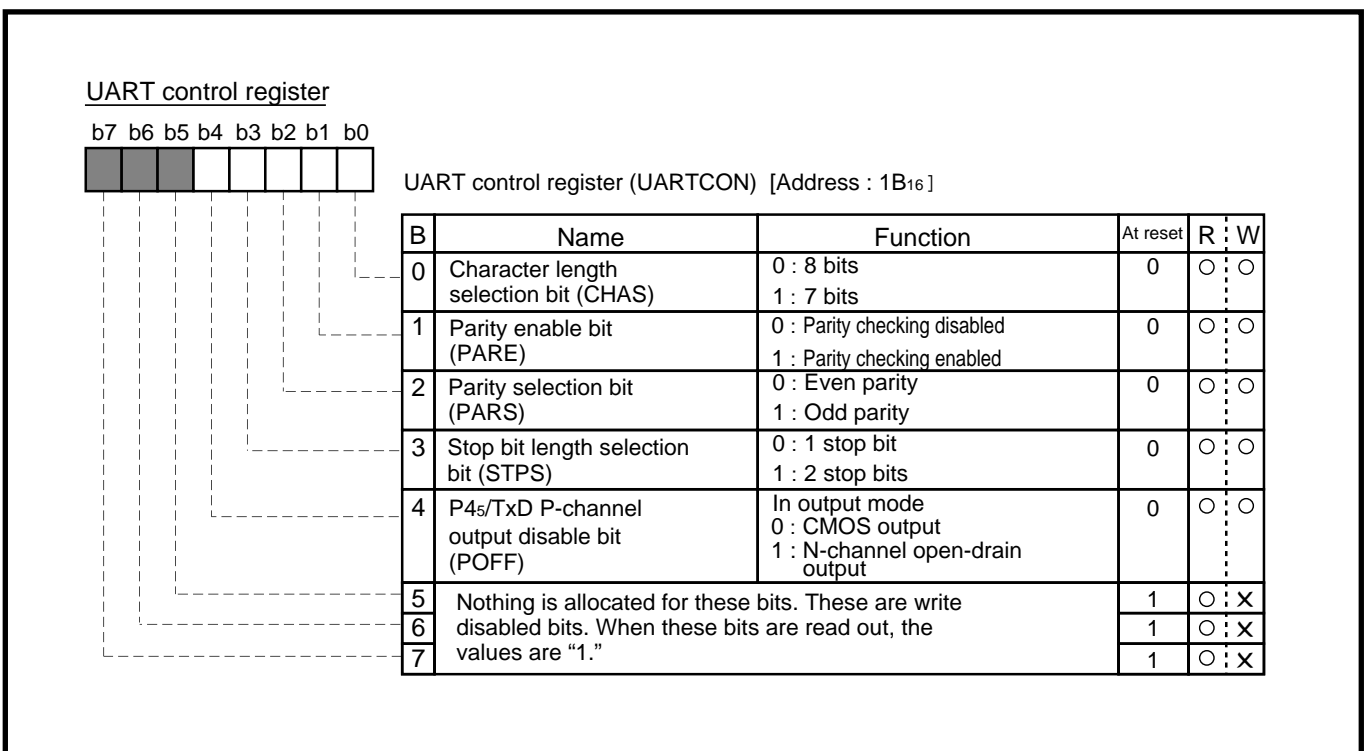 UART control register
b7 b6 b5 b4 b3 b2 b1 b0
UART control register (UARTCON) [Address : 1B16 ]
B Name Function At reset R W
0 Character length selection bit (CHAS) 0 : 8 bits 1 : 7 bits 0 ○ ○
1 Parity enable bit (PARE) 0 : Parity checking disabled 1 : Parity checking enabled 0 ○ ○
2 Parity selection bit (PARS) 0 : Even parity 1 : Odd parity 0 ○ ○
3 Stop bit length selection bit (STPS) 0 : 1 stop bit 1 : 2 stop bits 0 ○ ○
4 P45/TxD P-channel output disable bit (POFF) In output mode 0 : CMOS output 1 : N-channel open-drain output 0 ○ ○
5 Nothing is allocated for these bits. These are write 1 ○ ×
6 disabled bits. When these bits are read out, the 1 ○ ×
7 values are “1.” 1 ○ ×